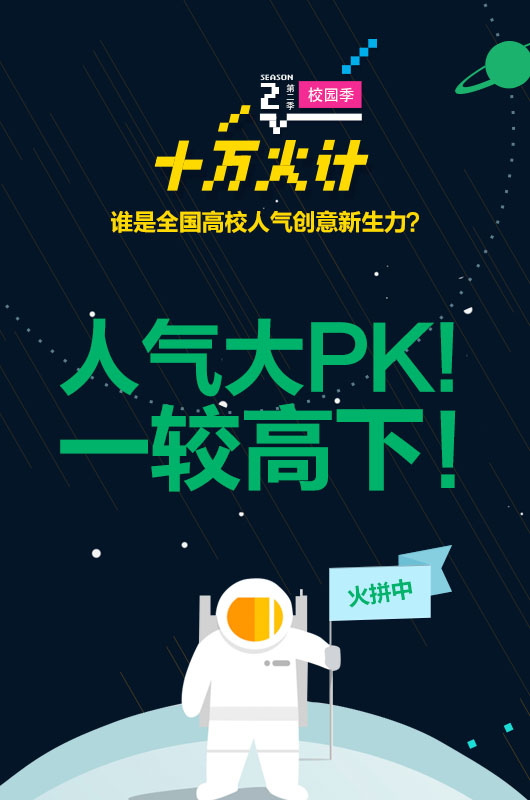 SEASON
2
第二季
校园季
十万火计
谁是全国高校人气创意新生力?
人气大PK!
一较高下!
火拼中